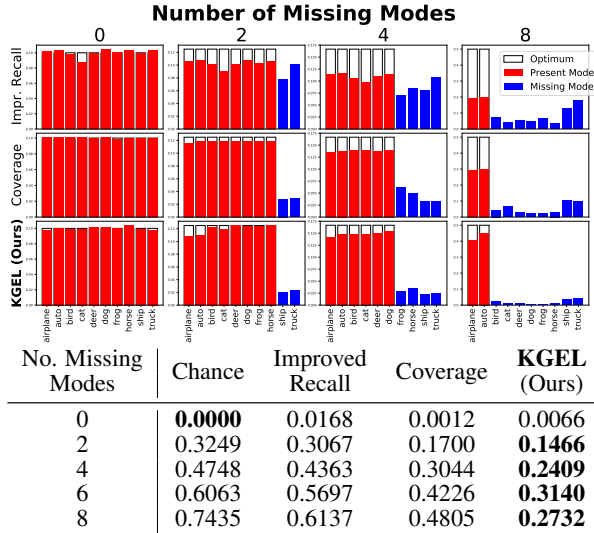 Number of Missing Modes
0 2 4 8
Impr. Recall
Optimum
Present Mode
Missing Mode
Coverage
KGEL (Ours)
airplane auto bird cat deer dog frog horse ship truck
airplane auto bird cat deer dog frog horse ship truck
airplane auto bird cat deer dog frog horse ship truck
airplane auto bird cat deer dog frog horse ship truck
No. Missing Modes Chance Improved Recall Coverage KGEL (Ours)
0 0.0000 0.0168 0.0012 0.0066
2 0.3249 0.3067 0.1700 0.1466
4 0.4748 0.4363 0.3044 0.2409
6 0.6063 0.5697 0.4226 0.3140
8 0.7435 0.6137 0.4805 0.2732